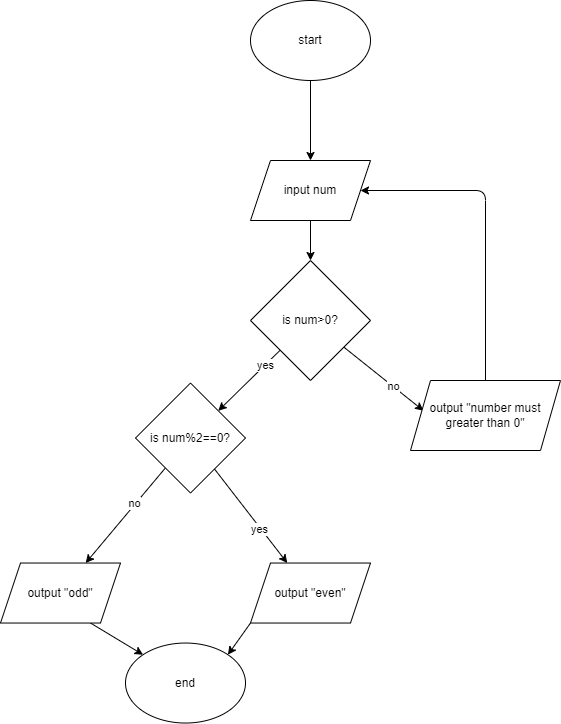 start
input num
is num>0?
yes
no
output "number must
greater than 0"
is num%2==0?
no
yes
output "odd"
output "even"
end